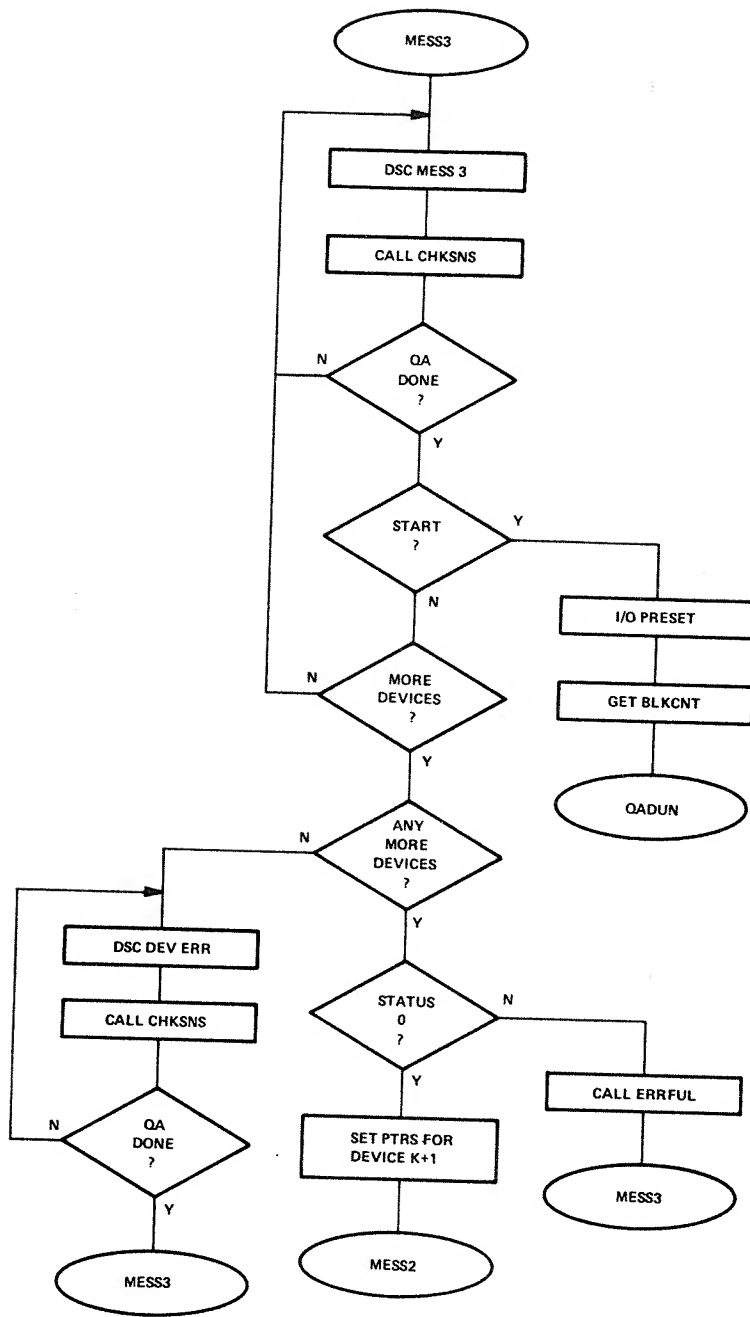 MESS3
DSC MESS 3
CALL CHKSNS
N
QA
DONE
?
Y
START
?
Y
N
I/O PRESET
N
MORE
DEVICES
?
GET BLKCNT
Y
QADUN
N
ANY
MORE
DEVICES
?
Y
DSC DEV ERR
STATUS
0
?
N
CALL CHKSNS
Y
CALL ERRFUL
N
QA
DONE
?
SET PTRS FOR
DEVICE K+1
Y
MESS3
MESS2
MESS3